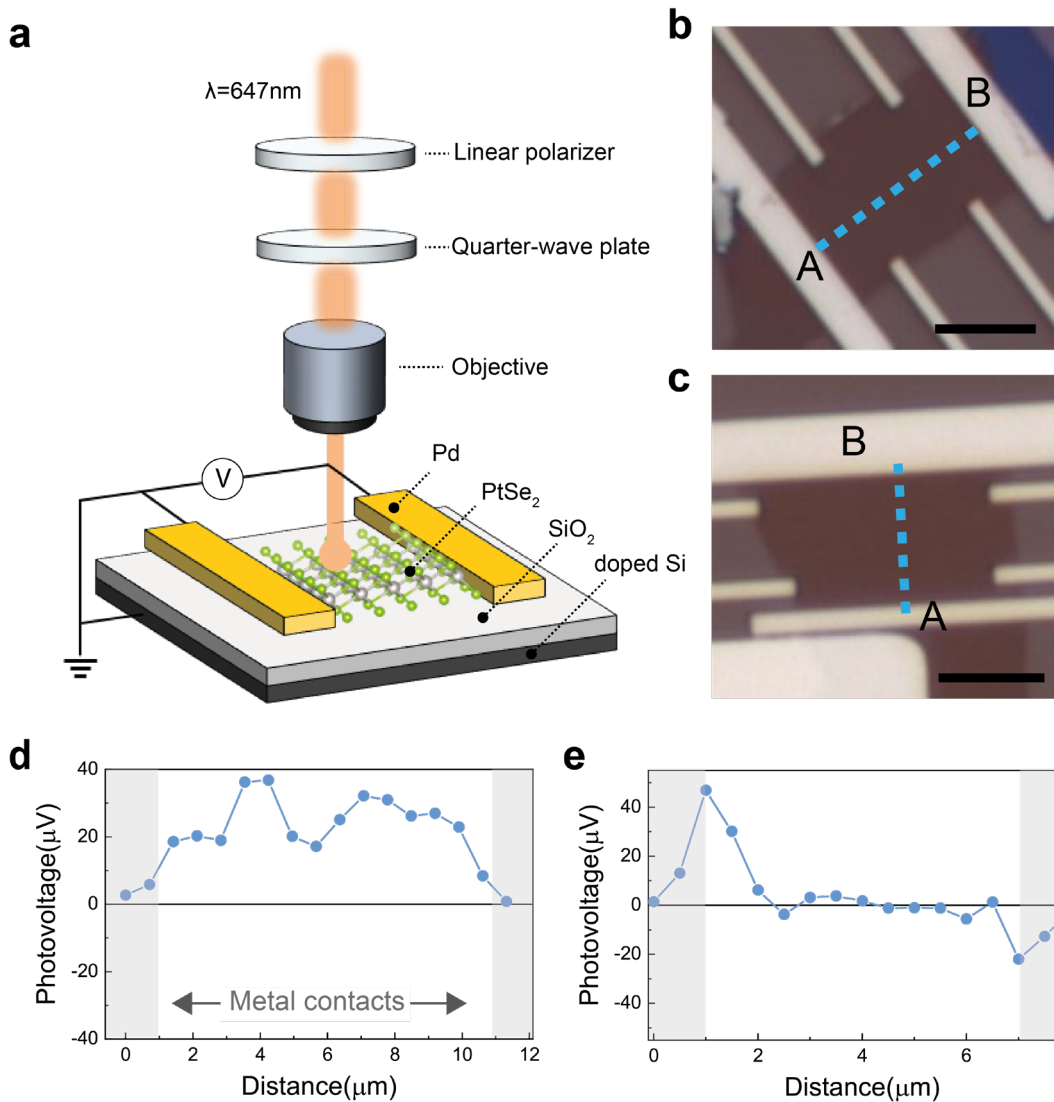 a
λ=647nm
Linear polarizer
Quarter-wave plate
Objective
V
Pd
PtSe₂
SiO₂
doped Si
b
B
A
c
B
A
d
40
20
0
-20
-40
Photovoltage(μV)
Metal contacts
0 2 4 6 8 10 12
Distance(μm)
e
40
20
0
-20
-40
Photovoltage(μV)
0 2 4 6
Distance(μm)